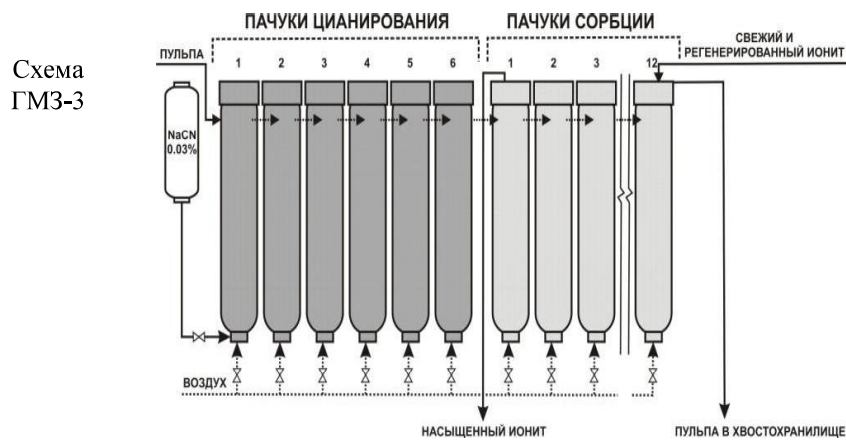 ПАЧУКИ ЦИАНИРОВАНИЯ
ПАЧУКИ СОРБЦИИ
СВЕЖИЙ И
РЕГЕНЕРИРОВАННЫЙ ИОНИТ
ПУЛЬПА
1 2 3 4 5 6 1 2 3 12
Схема
ГМЗ-3
NaCN
0.03%
ВОЗДУХ
НАСЫЩЕННЫЙ ИОНИТ
ПУЛЬПА В ХВОСТОХРАНИЛИЩЕ